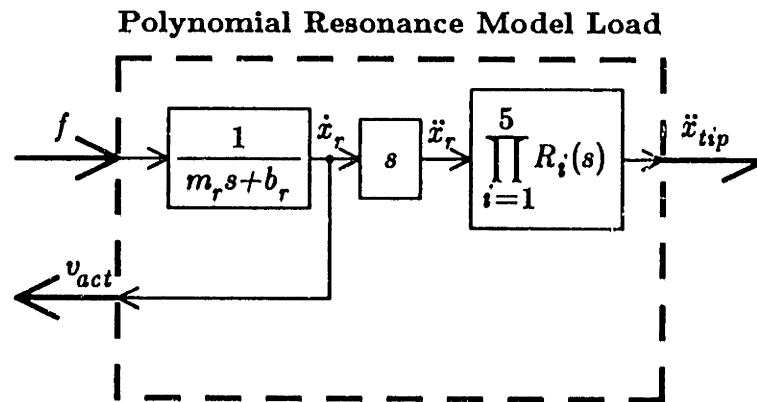 Polynomial Resonance Model Load
f
1
m_r s+b_r
ẋ_r
s
ẍ_r
5
∏ R_i(s)
i=1
ẍ_tip
v_act